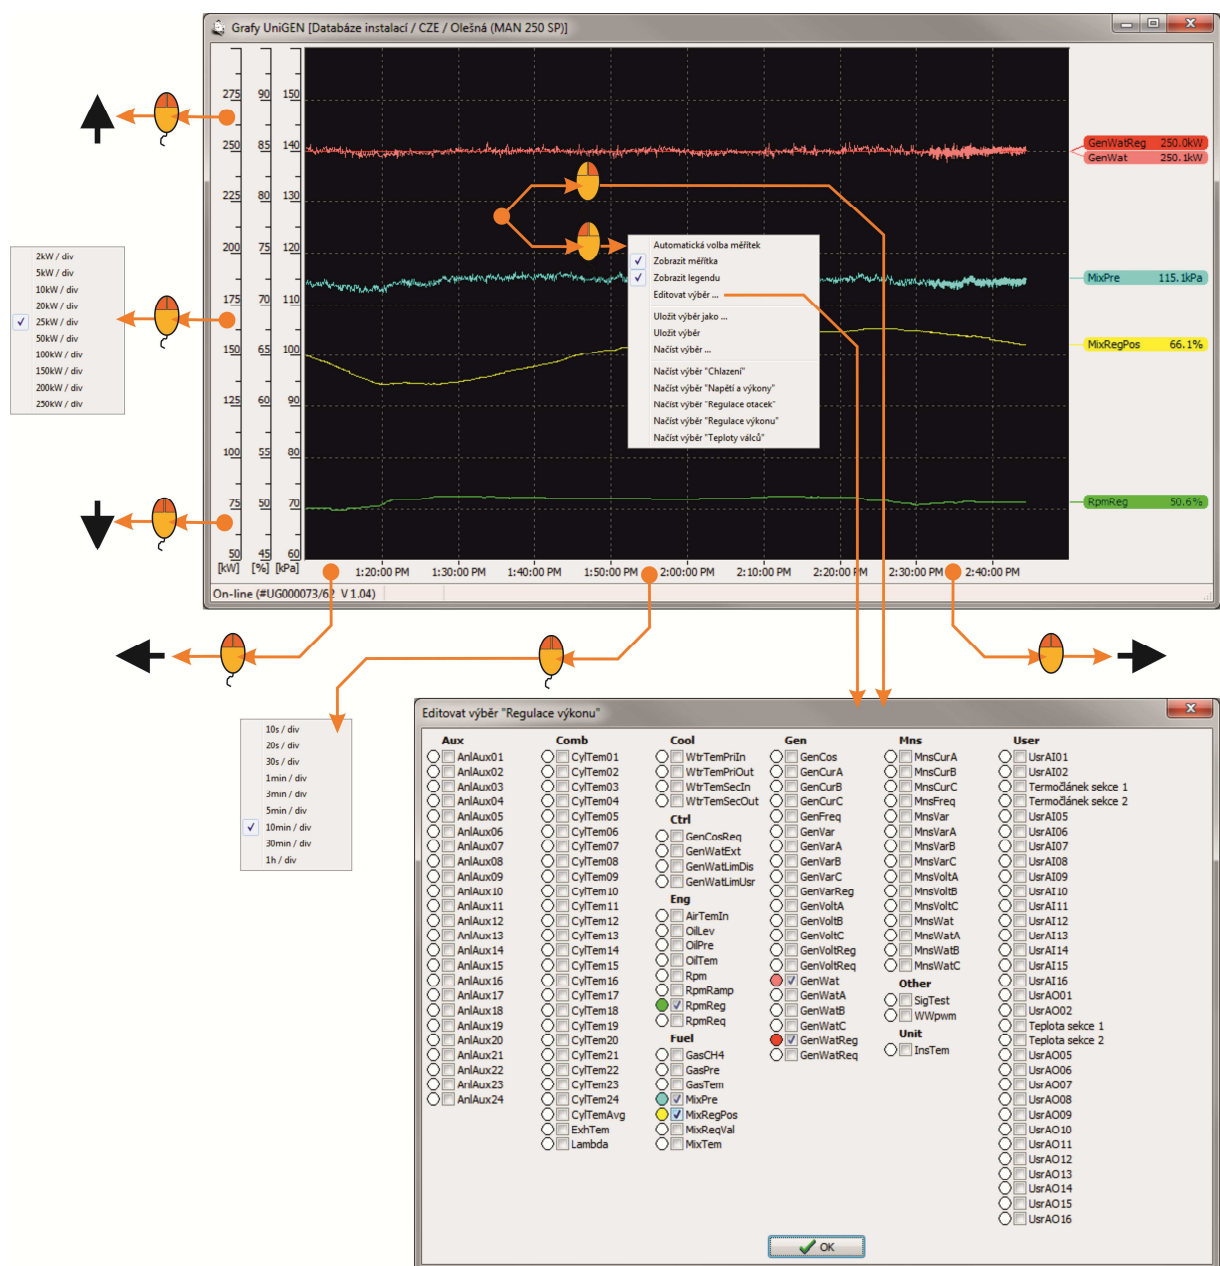 Grafy UniGEN [Databáze instalací / CZE / Olešná (MAN 250 SP)]
275 90 150
250 85 140
225 80 130
200 75 120
175 70 110
150 65 100
125 60 90
100 55 80
75 50 70
50 45 60
[kW] [%] [kPa]
1:20:00 PM 1:30:00 PM 1:40:00 PM 1:50:00 PM 2:00:00 PM 2:10:00 PM 2:20:00 PM 2:30:00 PM 2:40:00 PM
On-line (#UG000073/62 V 1.04)
GenWatReg 250.0kW
GenWat 250.1kW
MixPre 115.1kPa
MixRegPos 66.1%
RpmReg 50.6%
2kW / div
5kW / div
10kW / div
20kW / div
25kW / div
50kW / div
100kW / div
150kW / div
200kW / div
250kW / div
Automatická volba měřítek
Zobrazit měřítka
Zobrazit legendu
Editovat výběr ...
Uložit výběr jako ...
Uložit výběr
Načíst výběr ...
Načíst výběr "Chlazení"
Načíst výběr "Napětí a výkony"
Načíst výběr "Regulace otacek"
Načíst výběr "Regulace výkonu"
Načíst výběr "Teploty válců"
10s / div
20s / div
30s / div
1min / div
3min / div
5min / div
10min / div
30min / div
1h / div
Editovat výběr "Regulace výkonu"
Aux
AnlAux01
AnlAux02
AnlAux03
AnlAux04
AnlAux05
AnlAux06
AnlAux07
AnlAux08
AnlAux09
AnlAux10
AnlAux11
AnlAux12
AnlAux13
AnlAux14
AnlAux15
AnlAux16
AnlAux17
AnlAux18
AnlAux19
AnlAux20
AnlAux21
AnlAux22
AnlAux23
AnlAux24
Comb
CylTem01
CylTem02
CylTem03
CylTem04
CylTem05
CylTem06
CylTem07
CylTem08
CylTem09
CylTem10
CylTem11
CylTem12
CylTem13
CylTem14
CylTem15
CylTem16
CylTem17
CylTem18
CylTem19
CylTem20
CylTem21
CylTem22
CylTem23
CylTem24
CylTemAvg
ExhTem
Lambda
Cool
WtrTemPriIn
WtrTemPriOut
WtrTemSecIn
WtrTemSecOut
Ctrl
GenCosReq
GenWatExt
GenWatLimDis
GenWatLimUsr
Eng
AirTemIn
OilLev
OilPre
OilTem
Rpm
RpmRamp
RpmReg
RpmReq
Fuel
GasCH4
GasPre
GasTem
MixPre
MixRegPos
MixReqVal
MixTem
Gen
GenCos
GenCurA
GenCurB
GenCurC
GenFreq
GenVar
GenVarA
GenVarB
GenVarC
GenVarReg
GenVoltA
GenVoltB
GenVoltC
GenVoltReg
GenVoltReq
GenWat
GenWatA
GenWatB
GenWatC
GenWatReg
GenWatReq
Mns
MnsCurA
MnsCurB
MnsCurC
MnsFreq
MnsVar
MnsVarA
MnsVarB
MnsVarC
MnsVoltA
MnsVoltB
MnsVoltC
MnsWat
MnsWatA
MnsWatB
MnsWatC
Other
SigTest
WWpwm
Unit
InsTem
User
UsrAI01
UsrAI02
Termočlánek sekce 1
Termočlánek sekce 2
UsrAI05
UsrAI06
UsrAI07
UsrAI08
UsrAI09
UsrAI10
UsrAI11
UsrAI12
UsrAI13
UsrAI14
UsrAI15
UsrAI16
UsrAO01
UsrAO02
Teplota sekce 1
Teplota sekce 2
UsrAO05
UsrAO06
UsrAO07
UsrAO08
UsrAO09
UsrAO10
UsrAO11
UsrAO12
UsrAO13
UsrAO14
UsrAO15
UsrAO16
OK